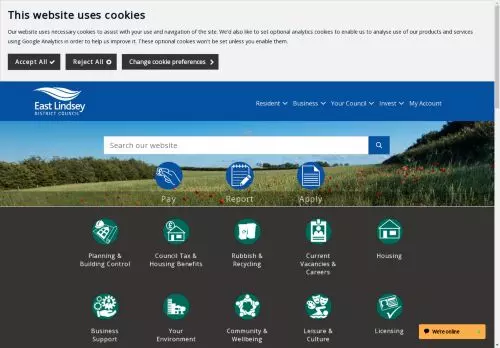 This website uses cookies
Our website uses necessary cookies to assist with your use and navigation of the site. We'd also like to set optional analytics cookies to enable us to analyse use of our products and services
using Google Analytics in order to help us improve it. These optional cookies won't be set unless you enable them.
Accept All
Reject All
Change cookie preferences
East Lindsey
DISTRICT COUNCIL
Resident
Business
Your Council
Invest
My Account
Search our website
Pay
Report
Apply
Planning &
Building Control
Council Tax &
Housing Benefits
Rubbish &
Recycling
Current
Vacancies &
Careers
Housing
Business
Support
Your
Environment
Community &
Wellbeing
Leisure &
Culture
Licensing
We're online